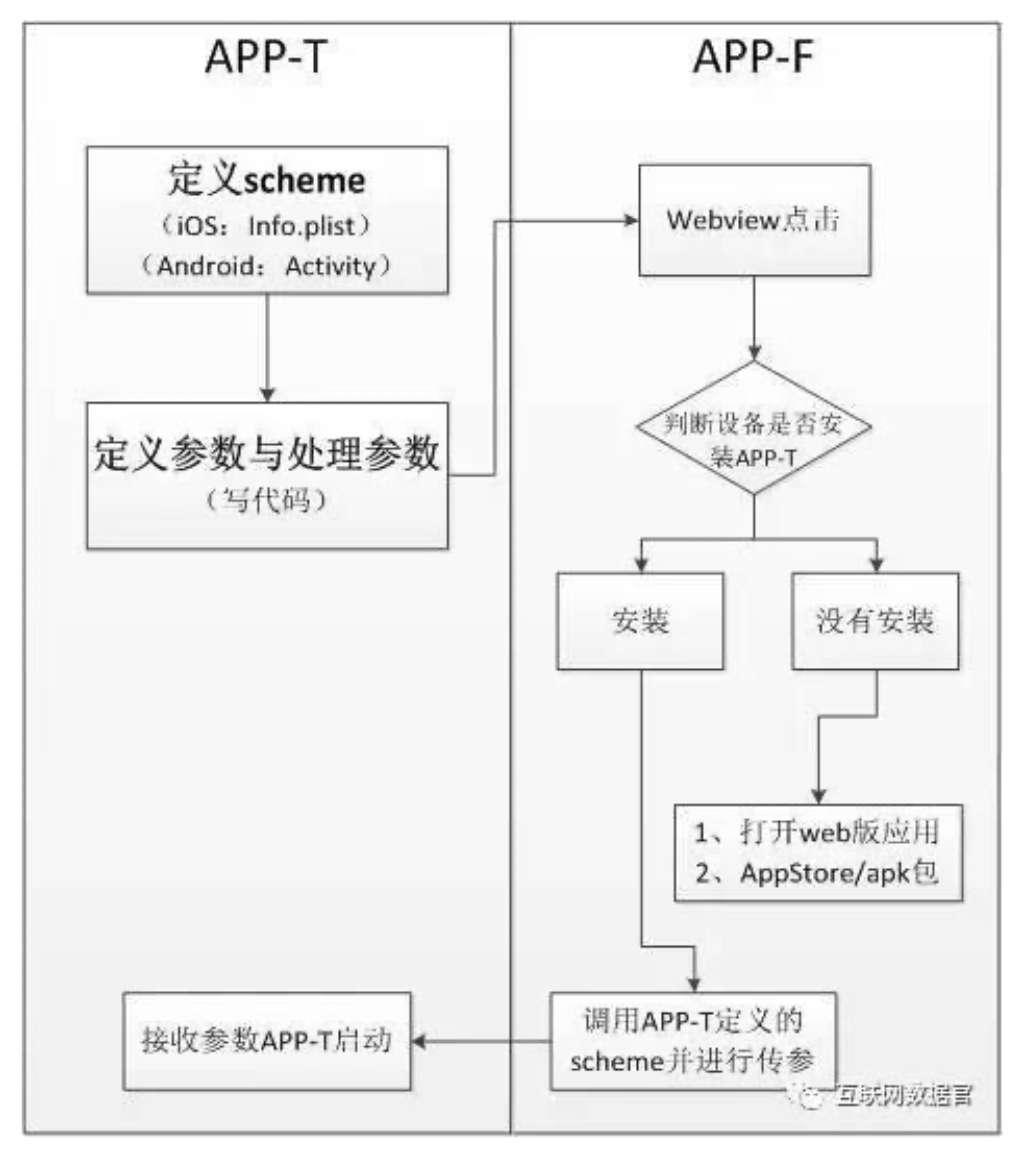 APP-T
APP-F
定义scheme
（iOS：Info.plist）
（Android：Activity）
定义参数与处理参数
（写代码）
Webview点击
判断设备是否安
装APP-T
安装
没有安装
1、打开web版应用
2、AppStore/apk包
接收参数APP-T启动
调用APP-T定义的
scheme并进行传参
互联网数据官